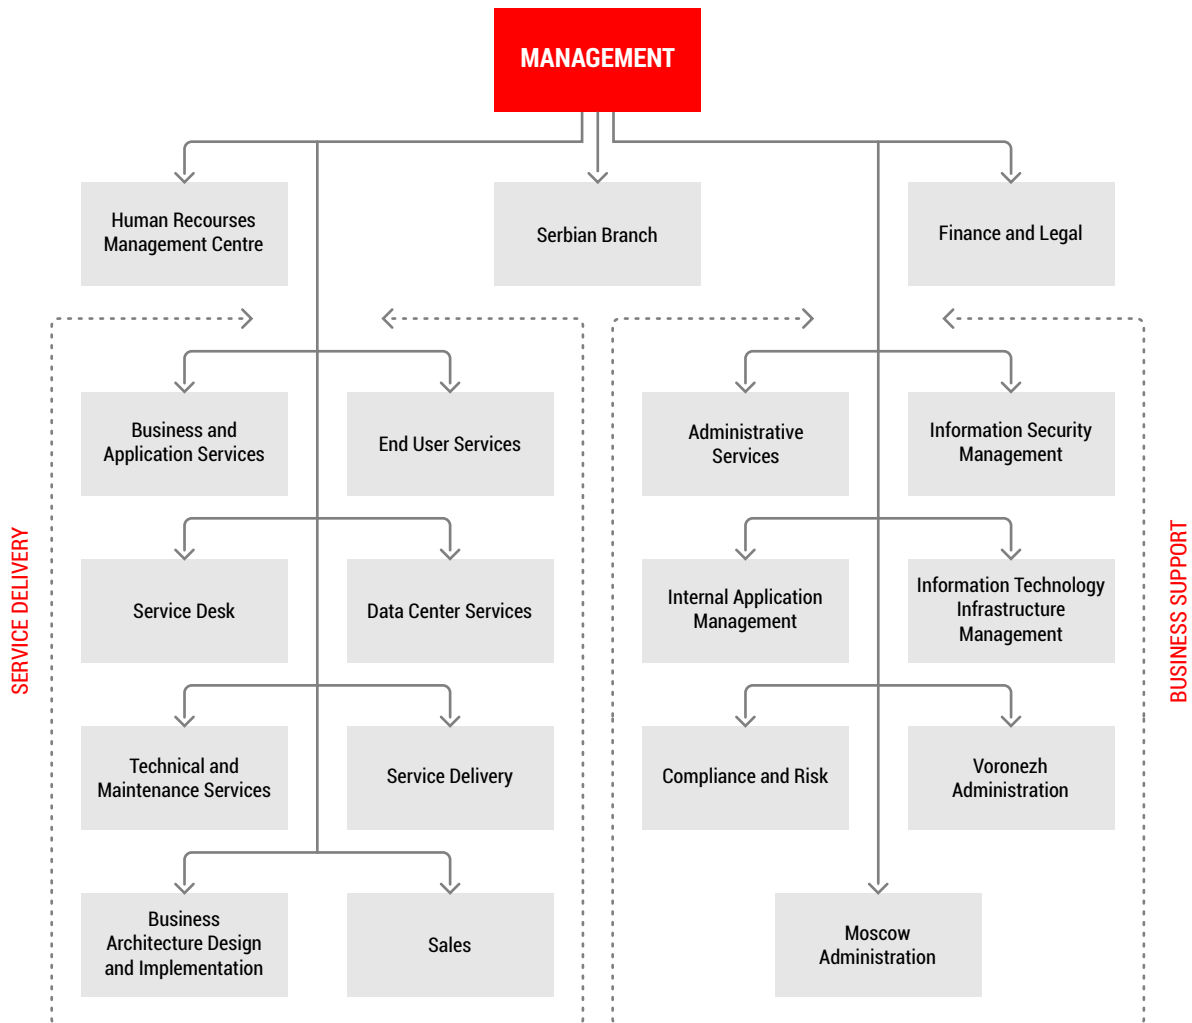 MANAGEMENT
Human Recourses
Management Centre
Serbian Branch
Finance and Legal
SERVICE DELIVERY
Business and
Application Services
End User Services
Service Desk
Data Center Services
Technical and
Maintenance Services
Service Delivery
Business
Architecture Design
and Implementation
Sales
Administrative
Services
Information Security
Management
Internal Application
Management
Information Technology
Infrastructure
Management
Compliance and Risk
Voronezh
Administration
Moscow
Administration
BUSINESS SUPPORT